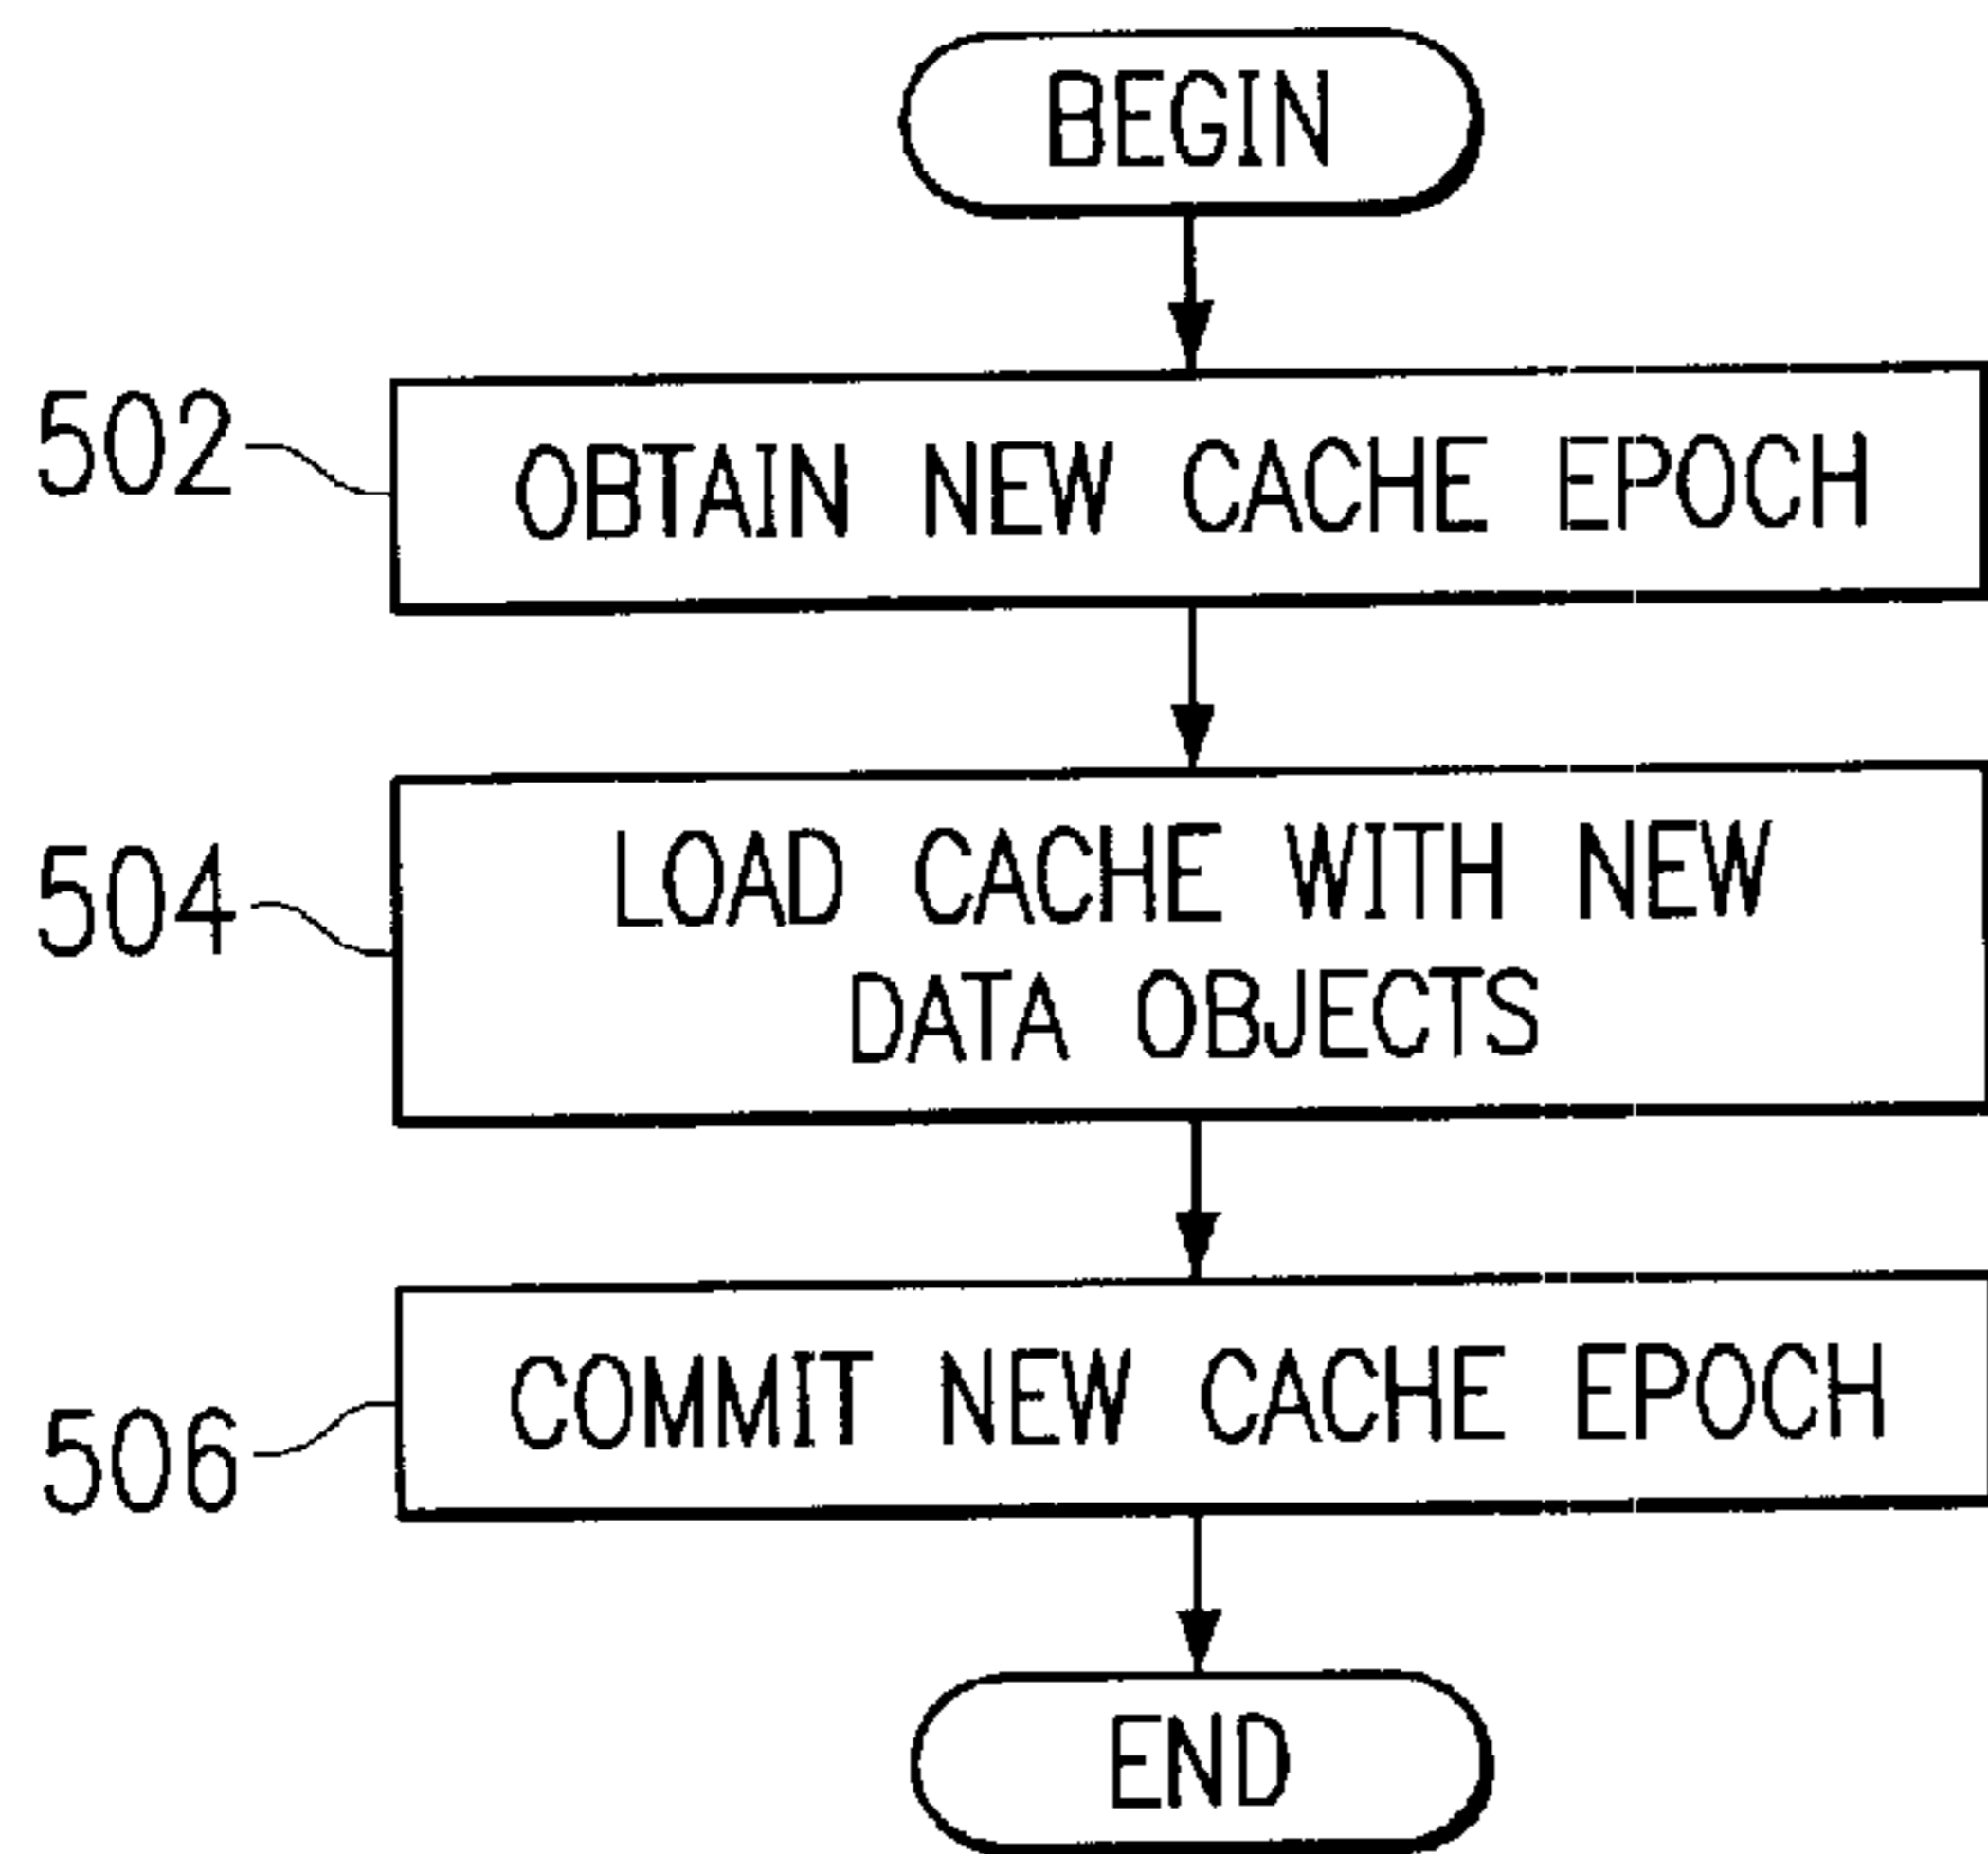 BEGIN
502
OBTAIN NEW CACHE EPOCH
504
LOAD CACHE WITH NEW
DATA OBJECTS
506
COMMIT NEW CACHE EPOCH
END